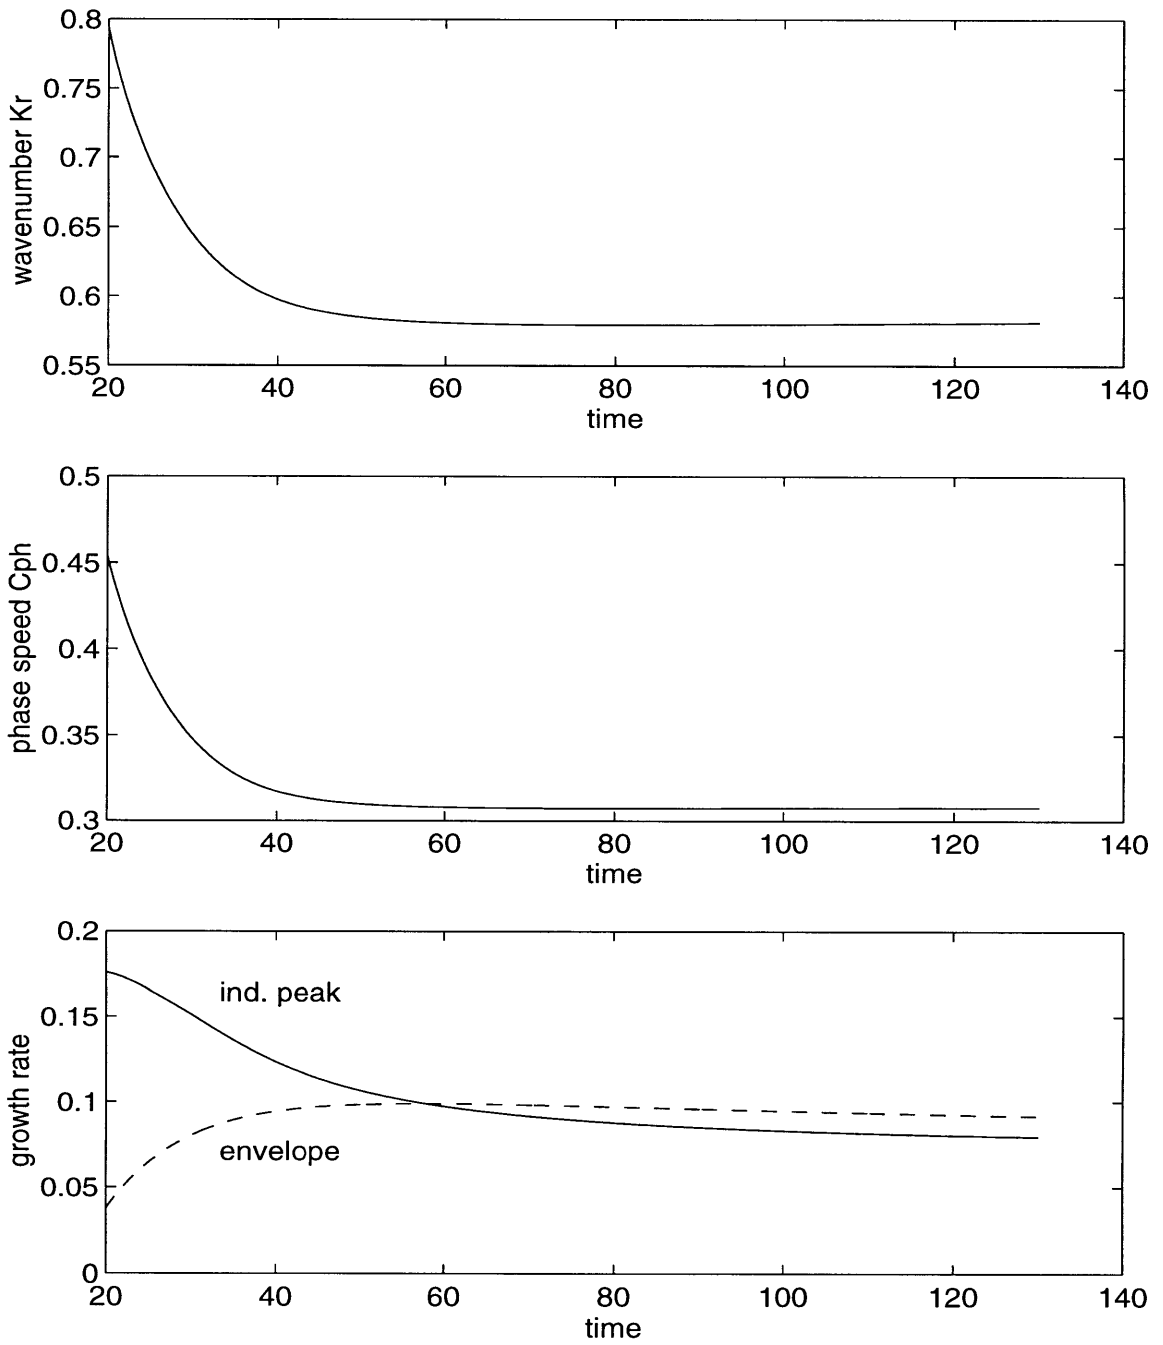 0.8
0.75
0.7
0.65
0.6
0.55
wavenumber Kr
20 40 60 80 100 120 140
time
0.5
0.45
0.4
0.35
0.3
phase speed Cph
20 40 60 80 100 120 140
time
0.2
0.15
0.1
0.05
0
growth rate
ind. peak
envelope
20 40 60 80 100 120 140
time